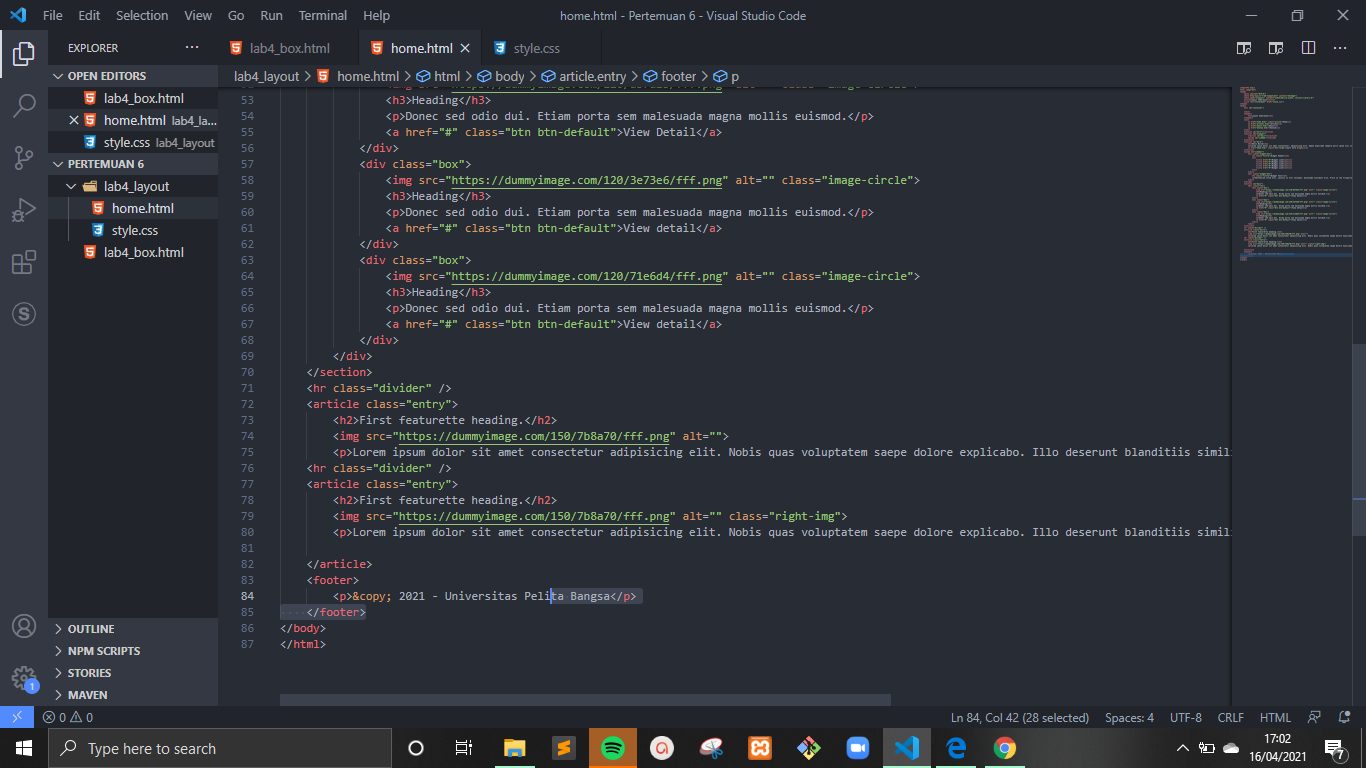 File Edit Selection View Go Run Terminal Help home.html - Pertemuan 6 - Visual Studio Code
EXPLORER
lab4_box.html home.html style.css
OPEN EDITORS
lab4_box.html
home.html lab4_la...
style.css lab4_layout
PERTEMUAN 6
lab4_layout
home.html
style.css
lab4_box.html
OUTLINE
NPM SCRIPTS
STORIES
MAVEN
lab4_layout > home.html > html > body > article.entry > footer > p
53 <h3>Heading</h3>
54 <p>Donec sed odio dui. Etiam porta sem malesuada magna mollis euismod.</p>
55 <a href="#" class="btn btn-default">View Detail</a>
56 </div>
57 <div class="box">
58 <img src="https://dummyimage.com/120/3e73e6/fff.png" alt="" class="image-circle">
59 <h3>Heading</h3>
60 <p>Donec sed odio dui. Etiam porta sem malesuada magna mollis euismod.</p>
61 <a href="#" class="btn btn-default">View detail</a>
62 </div>
63 <div class="box">
64 <img src="https://dummyimage.com/120/71e6d4/fff.png" alt="" class="image-circle">
65 <h3>Heading</h3>
66 <p>Donec sed odio dui. Etiam porta sem malesuada magna mollis euismod.</p>
67 <a href="#" class="btn btn-default">View detail</a>
68 </div>
69 </div>
70 </section>
71 <hr class="divider" />
72 <article class="entry">
73 <h2>First featurette heading.</h2>
74 <img src="https://dummyimage.com/150/7b8a70/fff.png" alt="">
75 <p>Lorem ipsum dolor sit amet consectetur adipisicing elit. Nobis quas voluptatem saepe dolore explicabo. Illo deserunt blanditiis simili
76 <hr class="divider" />
77 <article class="entry">
78 <h2>First featurette heading.</h2>
79 <img src="https://dummyimage.com/150/7b8a70/fff.png" alt="" class="right-img">
80 <p>Lorem ipsum dolor sit amet consectetur adipisicing elit. Nobis quas voluptatem saepe dolore explicabo. Illo deserunt blanditiis simili
81
82 </article>
83 <footer>
84 <p>&copy; 2021 - Universitas Pelita Bangsa</p>
85 </footer>
86 </body>
87 </html>
1
0 0 Ln 84, Col 42 (28 selected) Spaces: 4 UTF-8 CRLF HTML
Type here to search
17:02
16/04/2021
7